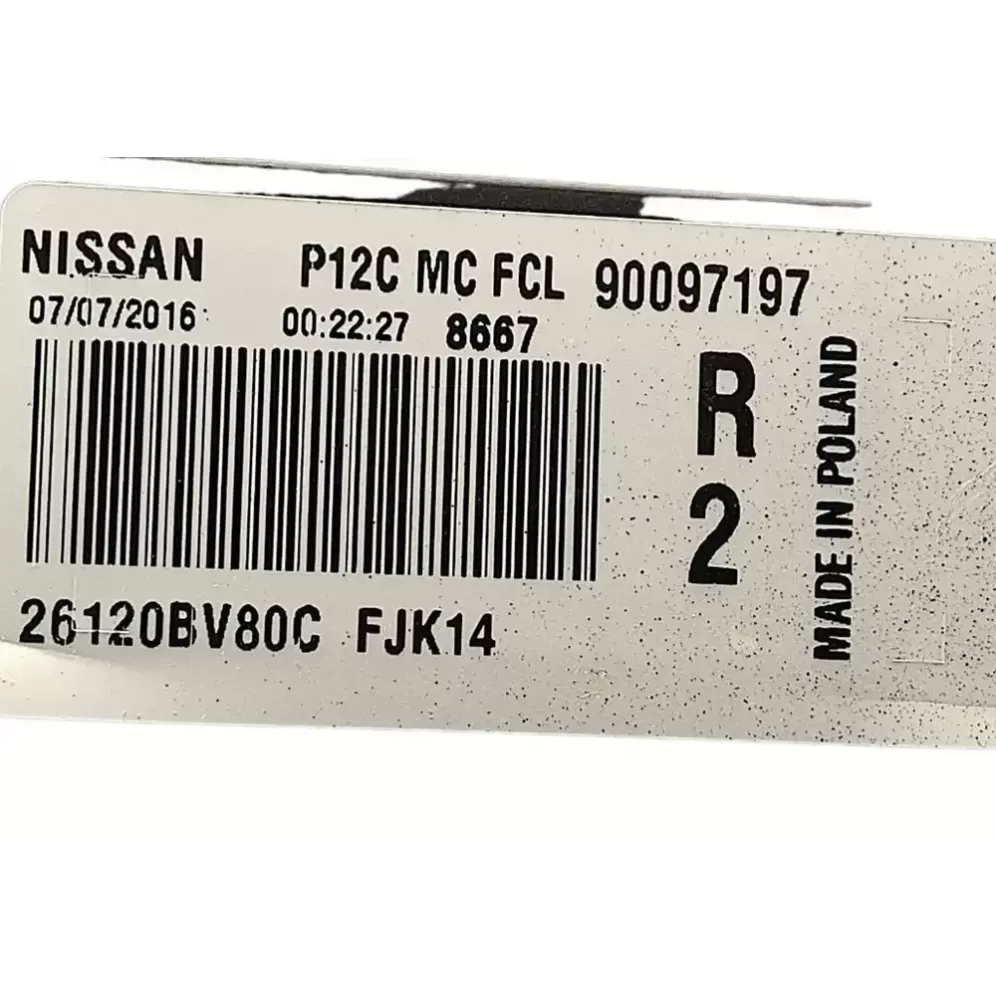 NISSAN P12C MC FCL 90097197
07/07/2016 00:22:27 8667
R
2
MADE IN POLAND
26120BV80C FJK14